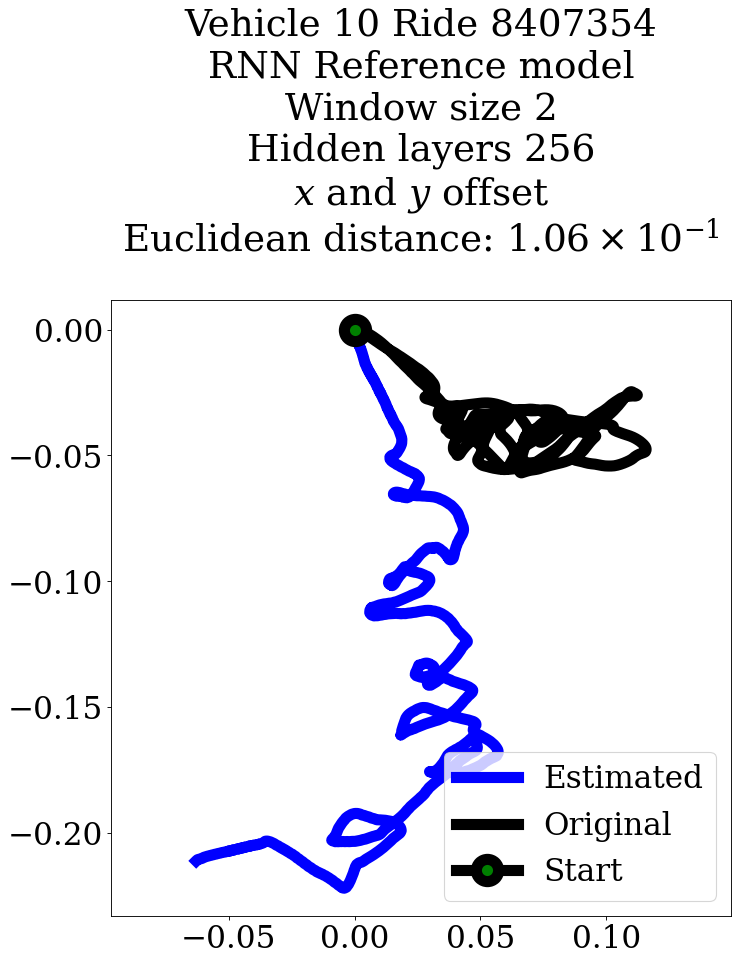 Vehicle 10 Ride 8407354
RNN Reference model
Window size 2
Hidden layers 256
x and y offset
Euclidean distance: 1.06 × 10⁻¹
0.00
−0.05
−0.10
−0.15
−0.20
Estimated
Original
Start
−0.05 0.00 0.05 0.10